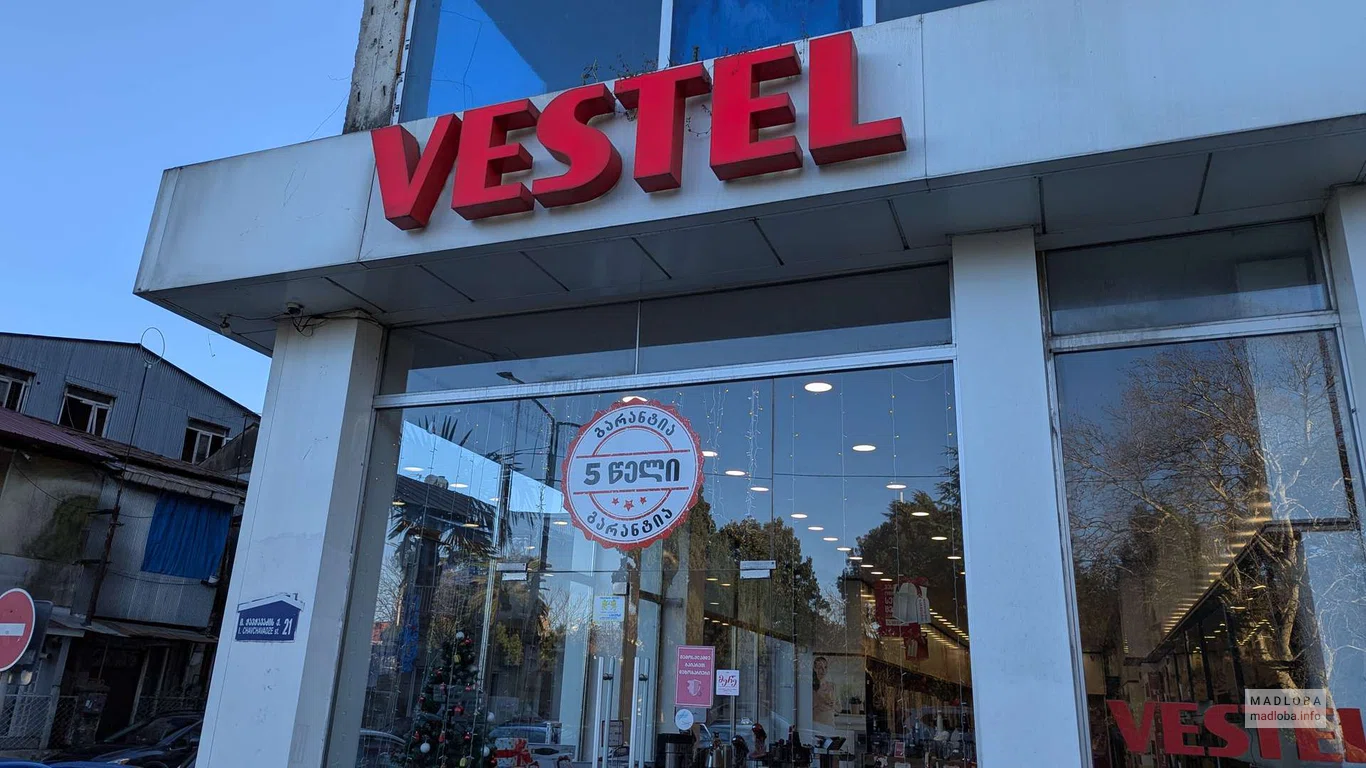 VESTEL
გარანტია
5 წელი
გარანტია
ი. ჭავჭავაძის ქ. 21
I. CHAVCHAVADZE st.
VESTEL
MADLOBA
madloba.info